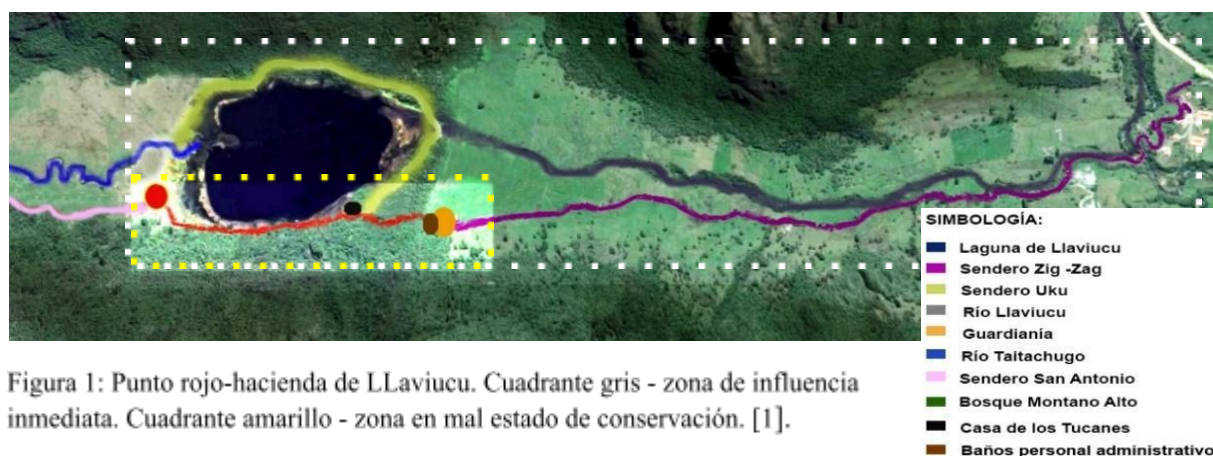 SIMBOLOGÍA:
Laguna de Llaviucu
Sendero Zig -Zag
Sendero Uku
Río Llaviucu
Guardianía
Río Taitachugo
Sendero San Antonio
Bosque Montano Alto
Casa de los Tucanes
Baños personal administrativo
Figura 1: Punto rojo-hacienda de LLaviucu. Cuadrante gris - zona de influencia
inmediata. Cuadrante amarillo - zona en mal estado de conservación. [1].